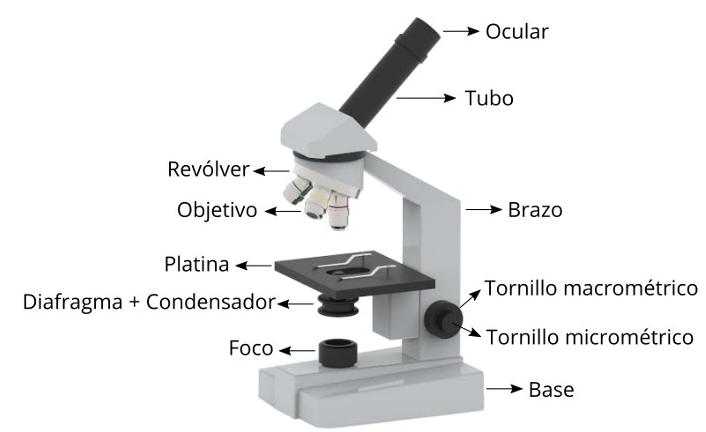 Ocular
Tubo
Revólver
Objetivo
Brazo
Platina
Tornillo macrométrico
Diafragma + Condensador
Tornillo micrométrico
Foco
Base